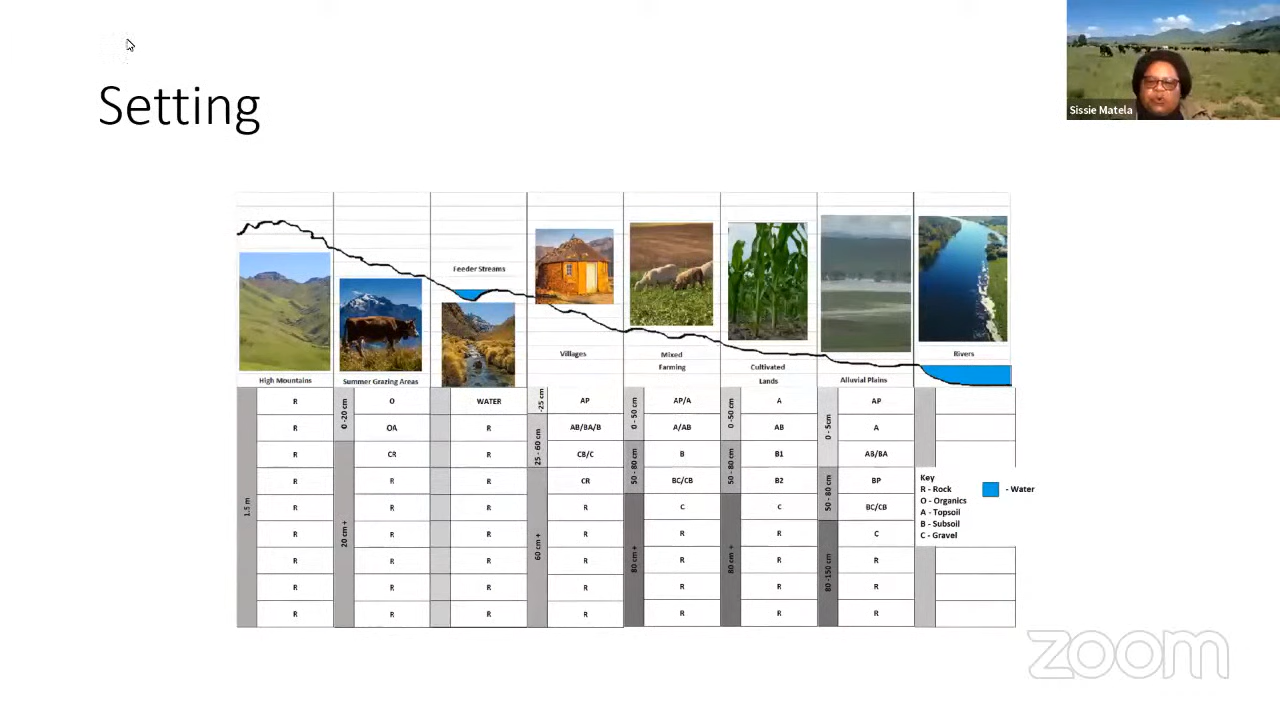 Setting
Sissie Matela
Feeder Streams
High Mountains
Summer Grazing Areas
Villages
Mixed
Farming
Cultivated
Lands
Alluvial Plains
Rivers
1.5 m
R
R
R
R
R
R
R
R
R
0 -20 cm
20 cm+
O
OA
CR
R
R
R
R
R
R
WATER
R
R
R
R
R
R
R
R
-25 cm
25 - 60 cm
60 cm+
AP
AB/BA/B
CB/C
CR
R
R
R
R
R
0 - 50 cm
50 - 80 cm
80 cm +
AP/A
A/AB
B
BC/CB
C
R
R
R
R
0 -50 cm
50 - 80 cm
80 cm +
A
AB
B1
B2
C
R
R
R
R
0 - 5cm
50 - 80 cm
80 -150 cm
AP
A
AB/BA
BP
BC/CB
C
R
R
R
Key
R - Rock
O - Organics
A - Topsoil
B - Subsoil
C - Gravel
- Water
zoom